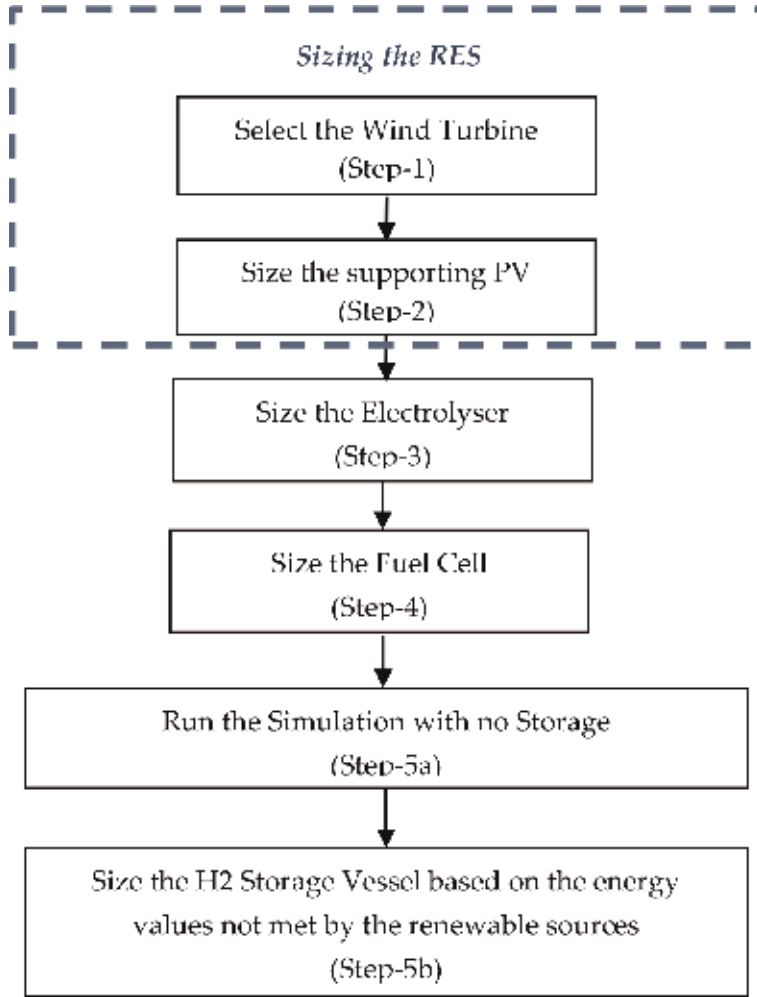 Sizing the RES
Select the Wind Turbine
(Step-1)
Size the supporting PV
(Step-2)
Size the Electrolyser
(Step-3)
Size the Fuel Cell
(Step-4)
Run the Simulation with no Storage
(Step-5a)
Size the H2 Storage Vessel based on the energy
values not met by the renewable sources
(Step-5b)